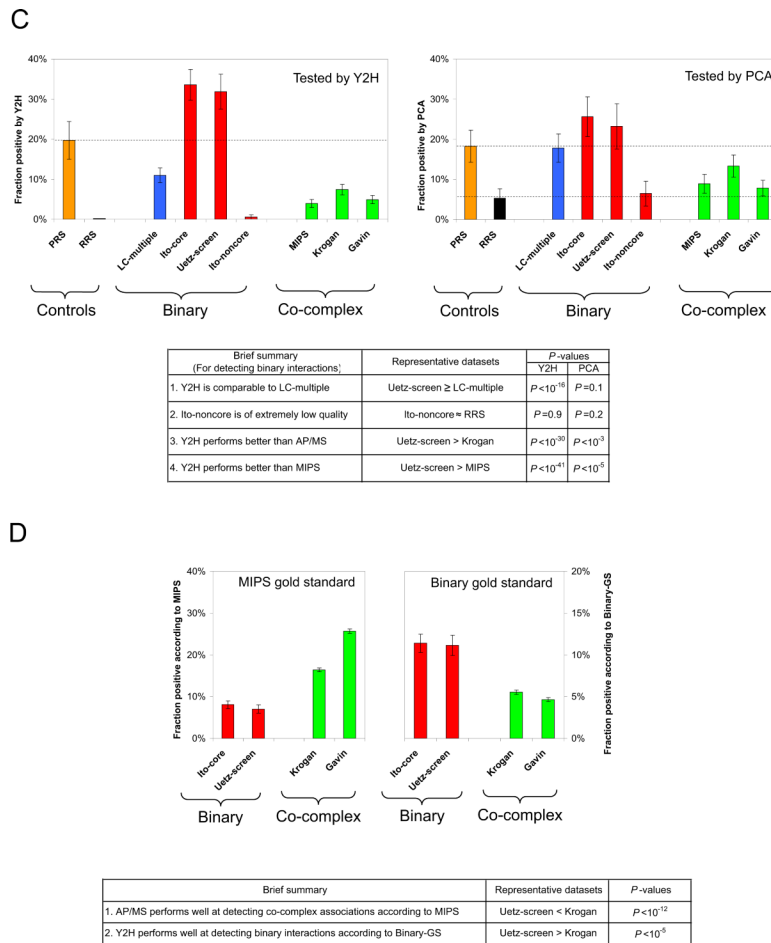 C
40%
30%
20%
10%
0%
Fraction positive by Y2H
Tested by Y2H
PRS
RRS
LC-multiple
Ito-core
Uetz-screen
Ito-noncore
MIPS
Krogan
Gavin
Controls
Binary
Co-complex
40%
30%
20%
10%
0%
Fraction positive by PCA
Tested by PCA
PRS
RRS
LC-multiple
Ito-core
Uetz-screen
Ito-noncore
MIPS
Krogan
Gavin
Controls
Binary
Co-complex
Brief summary
(For detecting binary interactions)
Representative datasets
P-values
Y2H
PCA
1. Y2H is comparable to LC-multiple
Uetz-screen ≥ LC-multiple
P<10⁻¹⁶
P=0.1
2. Ito-noncore is of extremely low quality
Ito-noncore ≈ RRS
P=0.9
P=0.2
3. Y2H performs better than AP/MS
Uetz-screen > Krogan
P<10⁻³⁰
P<10⁻³
4. Y2H performs better than MIPS
Uetz-screen > MIPS
P<10⁻⁴¹
P<10⁻⁵
D
40%
30%
20%
10%
0%
Fraction positive according to MIPS
MIPS gold standard
Ito-core
Uetz-screen
Krogan
Gavin
Binary
Co-complex
Binary gold standard
20%
15%
10%
5%
0%
Fraction positive according to Binary-GS
Ito-core
Uetz-screen
Krogan
Gavin
Binary
Co-complex
Brief summary
Representative datasets
P-values
1. AP/MS performs well at detecting co-complex associations according to MIPS
Uetz-screen < Krogan
P<10⁻¹²
2. Y2H performs well at detecting binary interactions according to Binary-GS
Uetz-screen > Krogan
P<10⁻⁵